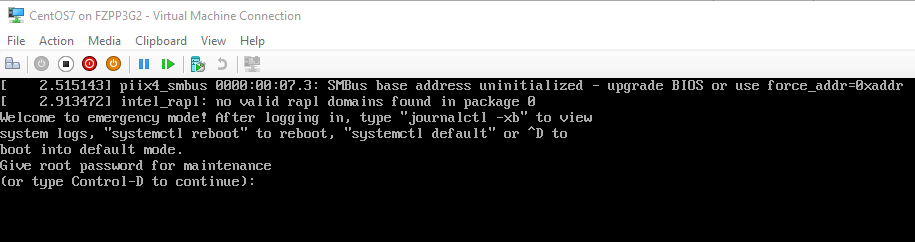 CentOS7 on FZPP3G2 - Virtual Machine Connection
File Action Media Clipboard View Help
[    2.515143] piix4_smbus 0000:00:07.3: SMBus base address uninitialized - upgrade BIOS or use force_addr=0xaddr
[    2.913472] intel_rapl: no valid rapl domains found in package 0
Welcome to emergency mode! After logging in, type "journalctl -xb" to view
system logs, "systemctl reboot" to reboot, "systemctl default" or ^D to
boot into default mode.
Give root password for maintenance
(or type Control-D to continue):